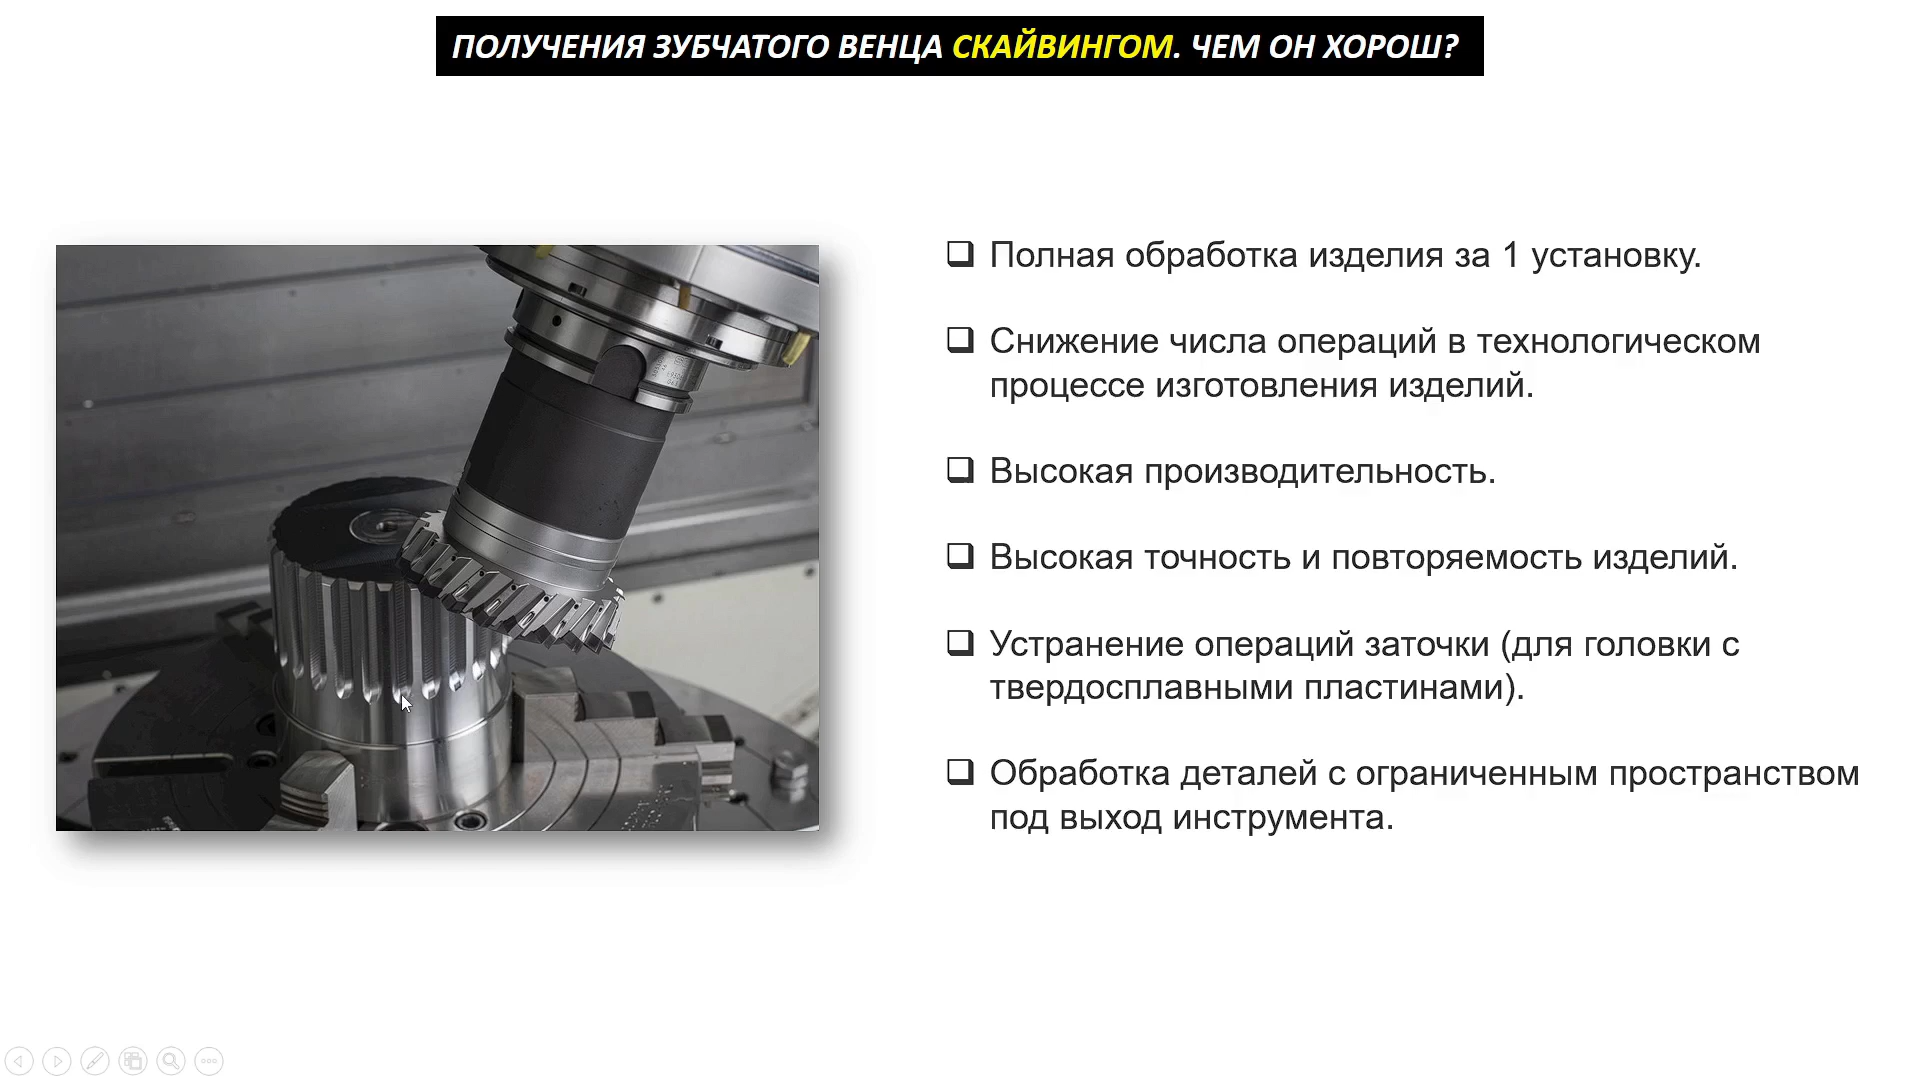 ПОЛУЧЕНИЯ ЗУБЧАТОГО ВЕНЦА СКАЙВИНГОМ. ЧЕМ ОН ХОРОШ?
Полная обработка изделия за 1 установку.
Снижение числа операций в технологическом
процессе изготовления изделий.
Высокая производительность.
Высокая точность и повторяемость изделий.
Устранение операций заточки (для головки с
твердосплавными пластинами).
Обработка деталей с ограниченным пространством
под выход инструмента.